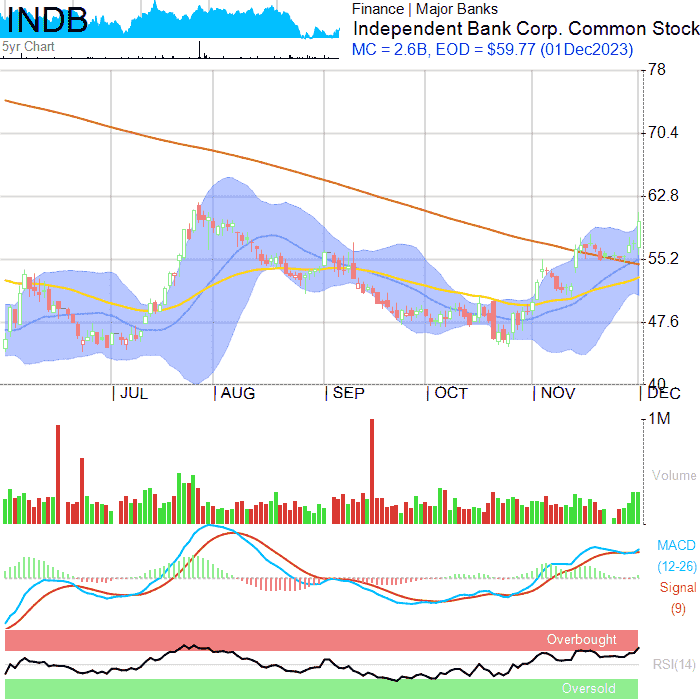 INDB
Finance | Major Banks
Independent Bank Corp. Common Stock
5yr Chart
MC = 2.6B, EOD = $59.77 (01Dec2023)
78
70.4
62.8
55.2
47.6
40
| JUL | AUG | SEP | OCT | NOV | DEC
1M
Volume
MACD
(12-26)
Signal
(9)
Overbought
RSI(14)
Oversold